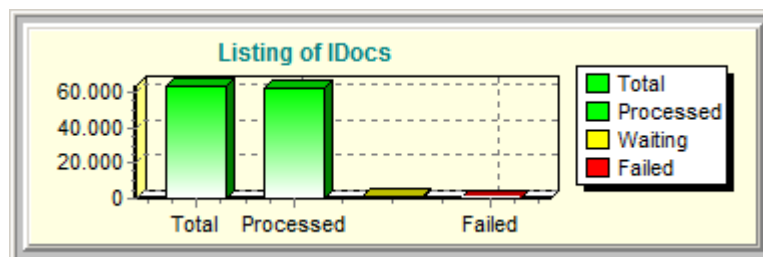 Listing of IDocs
60.000
40.000
20.000
0
Total Processed Failed
Total
Processed
Waiting
Failed